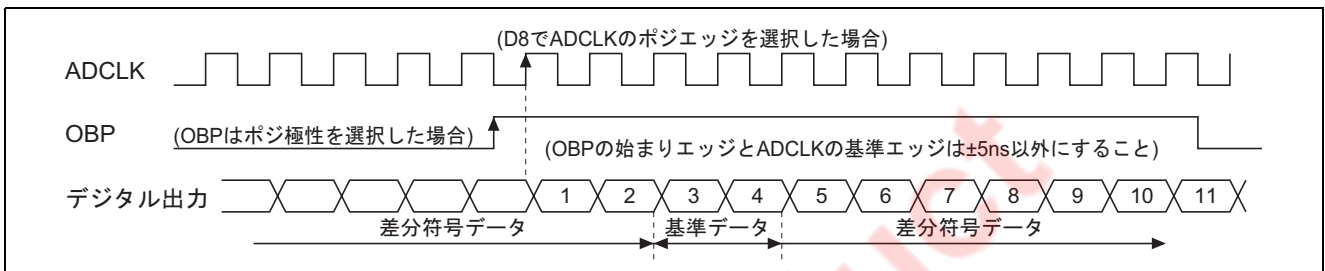 (D8でADCLKのポジエッジを選択した場合)
ADCLK
OBP
(OBPはポジ極性を選択した場合)
(OBPの始まりエッジとADCLKの基準エッジは±5ns以外にすること)
デジタル出力
1 2 3 4 5 6 7 8 9 10 11
差分符号データ 基準データ 差分符号データ
uct